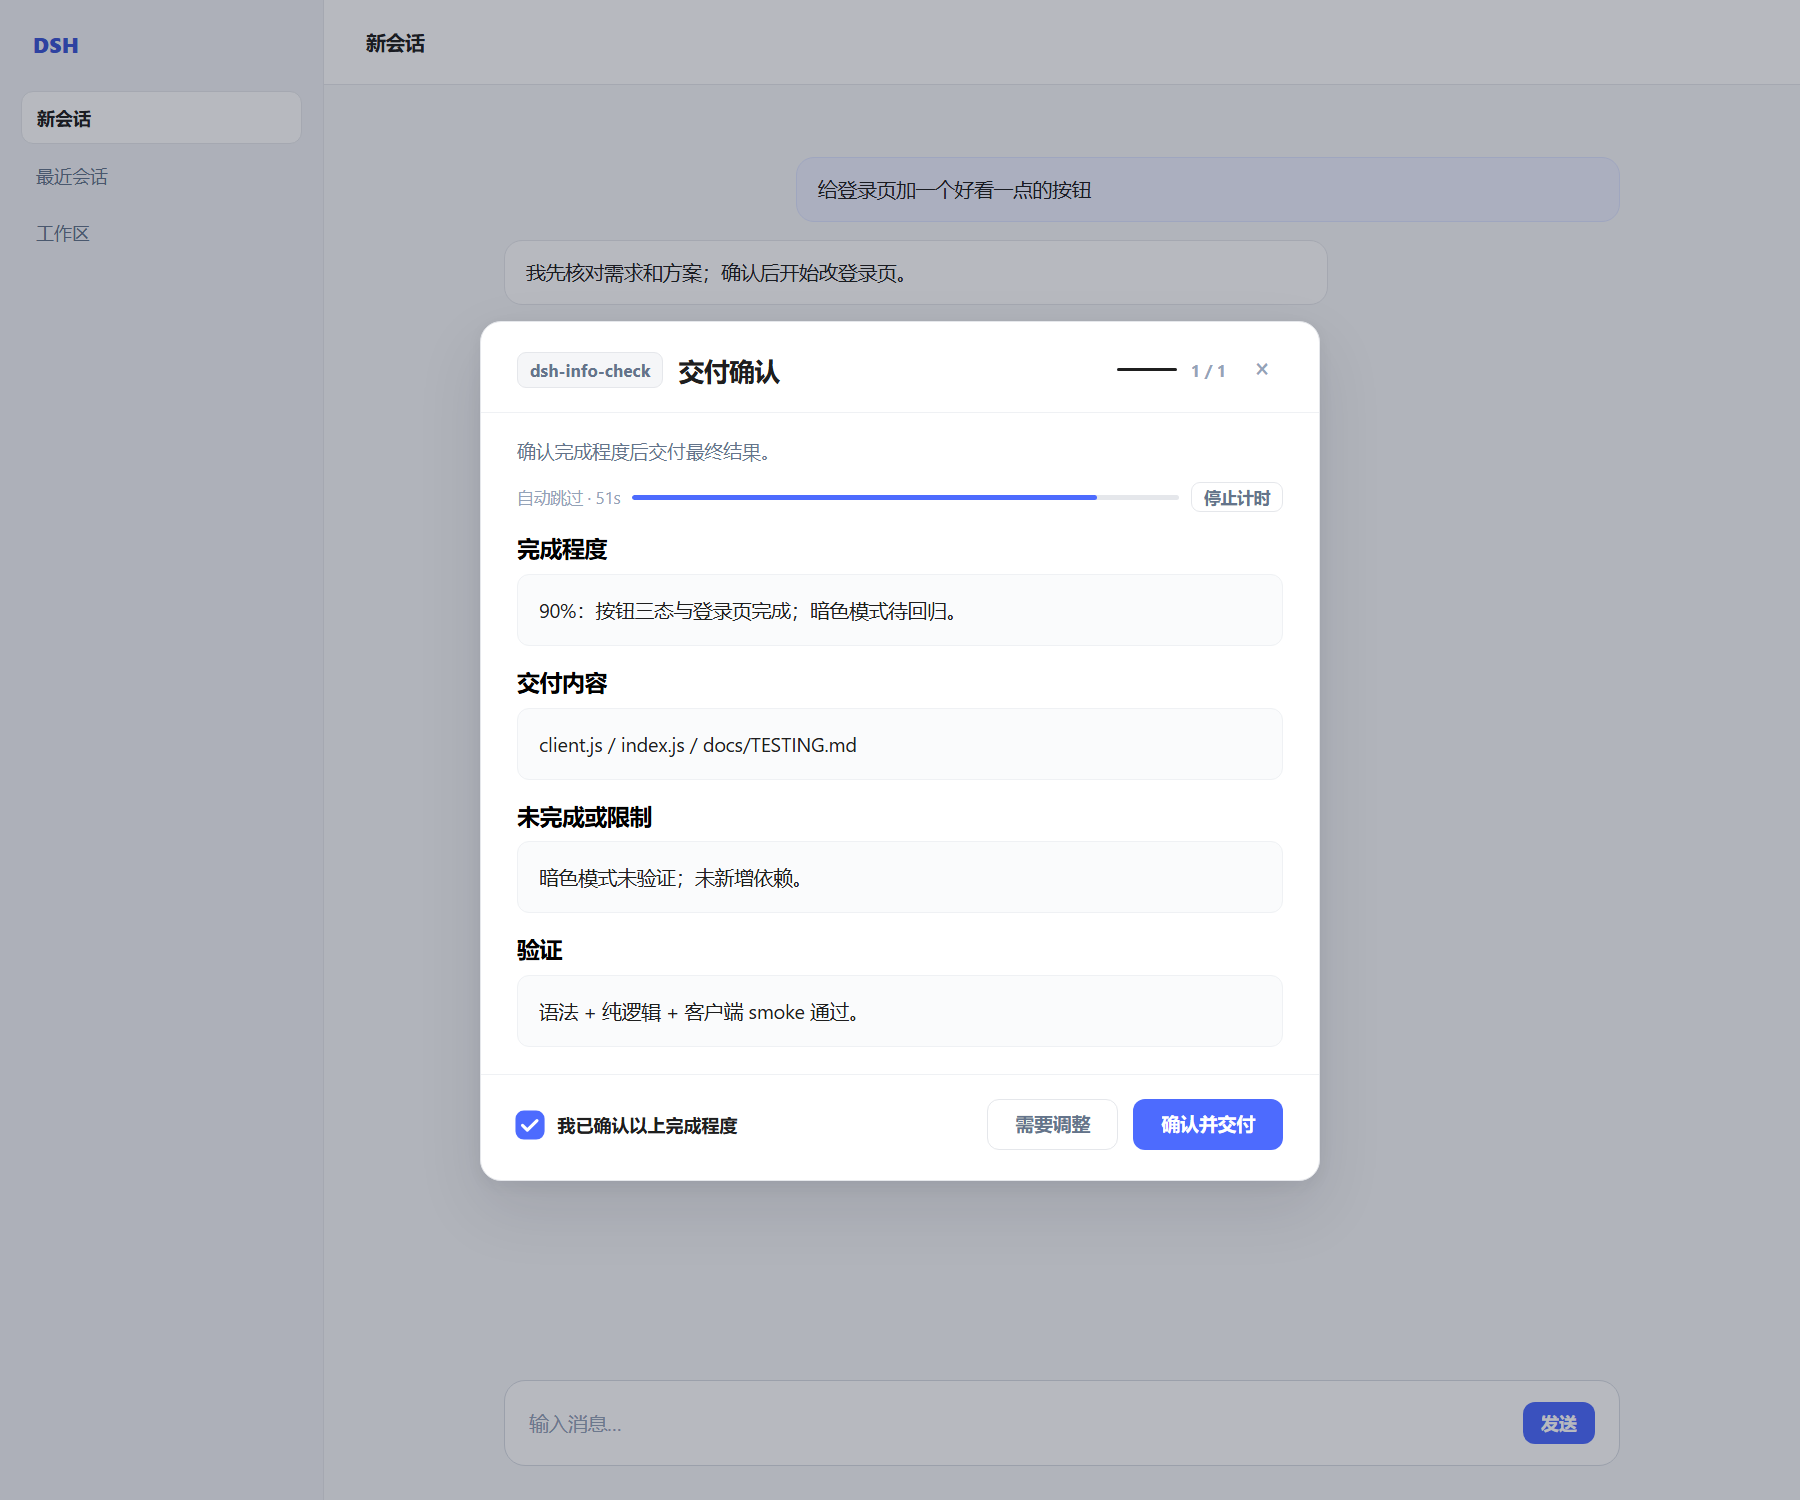 DSH
新会话
最近会话
工作区
新会话
给登录页加一个好看一点的按钮
我先核对需求和方案；确认后开始改登录页。
dsh-info-check
交付确认
1 / 1
×
确认完成程度后交付最终结果。
自动跳过 · 51s
停止计时
完成程度
90%：按钮三态与登录页完成；暗色模式待回归。
交付内容
client.js / index.js / docs/TESTING.md
未完成或限制
暗色模式未验证；未新增依赖。
验证
语法 + 纯逻辑 + 客户端 smoke 通过。
我已确认以上完成程度
需要调整
确认并交付
输入消息...
发送